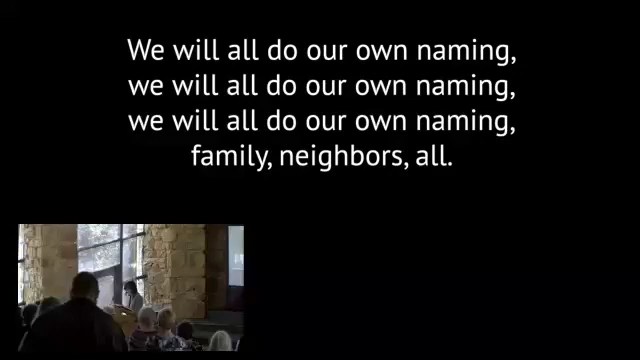 We will all do our own naming,
we will all do our own naming,
we will all do our own naming,
family, neighbors, all.